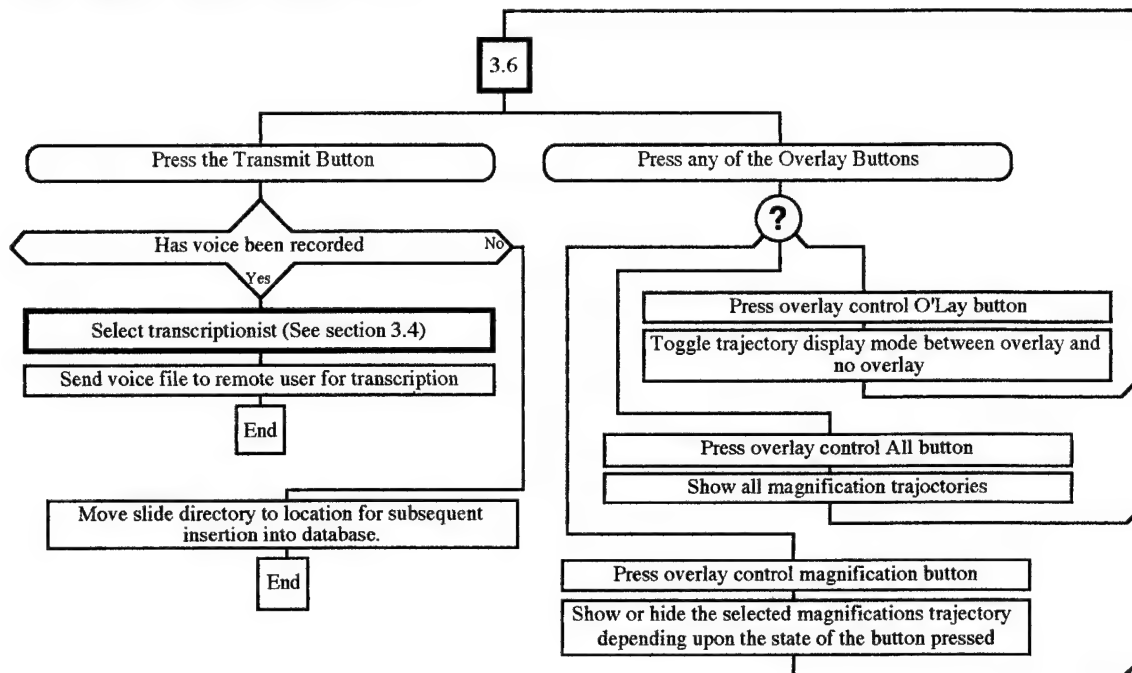 3.6
Press the Transmit Button
Has voice been recorded
No
Yes
Select transcriptionist (See section 3.4)
Send voice file to remote user for transcription
End
Move slide directory to location for subsequent
insertion into database.
End
Press any of the Overlay Buttons
?
Press overlay control O'Lay button
Toggle trajectory display mode between overlay and
no overlay
Press overlay control All button
Show all magnification trajoctories
Press overlay control magnification button
Show or hide the selected magnifications trajectory
depending upon the state of the button pressed